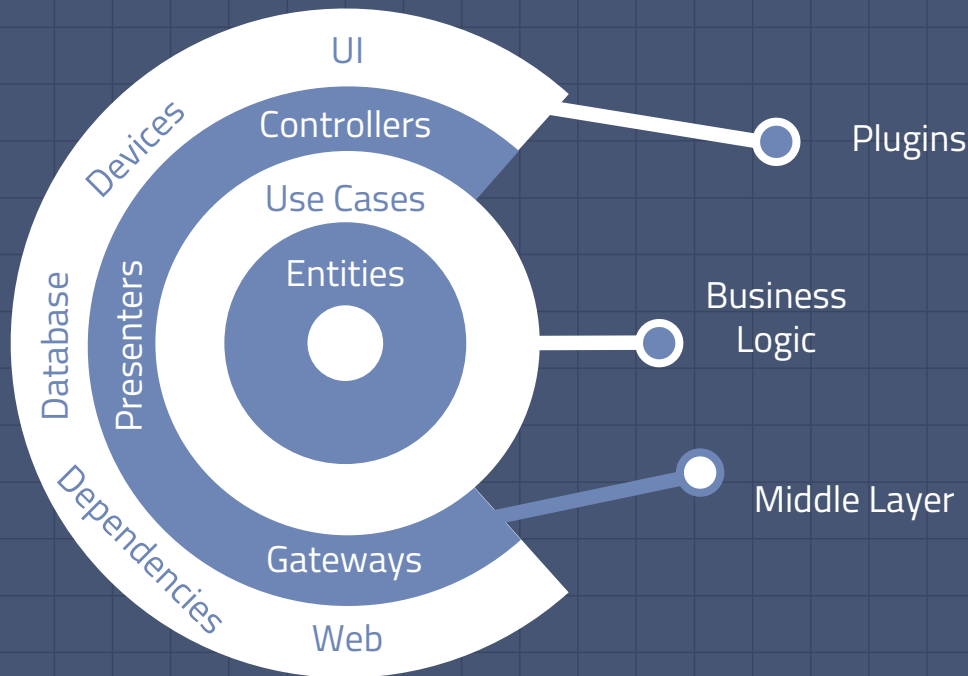 UI
Devices
Controllers
Plugins
Use Cases
Entities
Database
Presenters
Business
Logic
Dependencies
Middle Layer
Gateways
Web